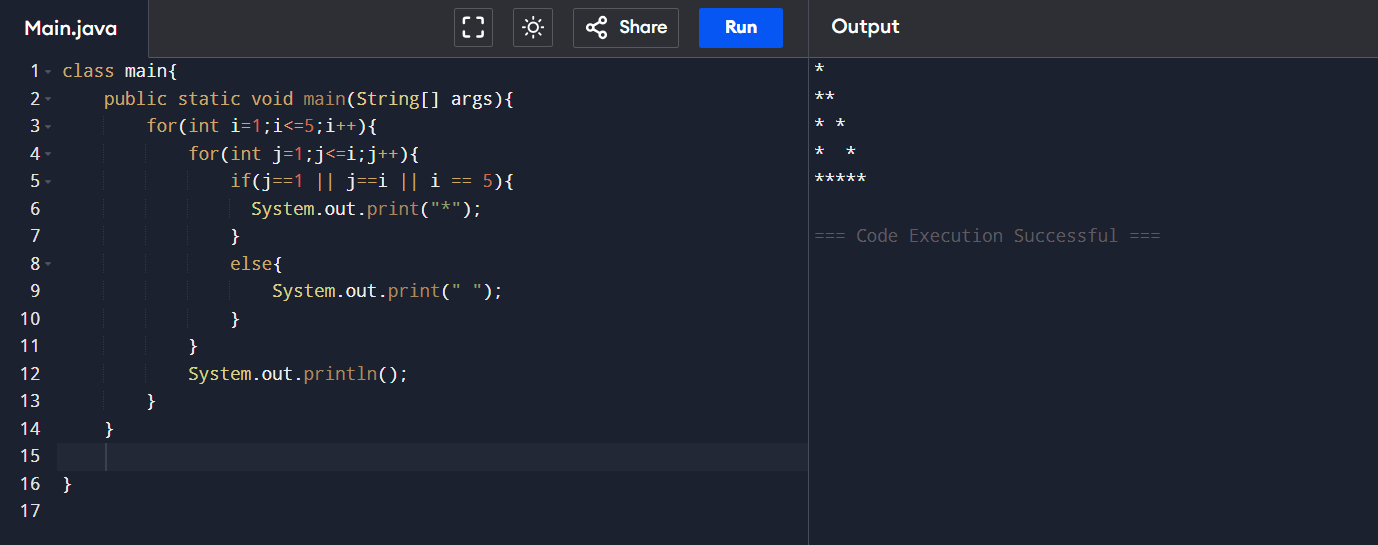 Main.java
Share
Run
Output
1 class main{
2     public static void main(String[] args){
3         for(int i=1;i<=5;i++){
4             for(int j=1;j<=i;j++){
5                 if(j==1 || j==i || i == 5){
6                   System.out.print("*");
7                 }
8                 else{
9                     System.out.print(" ");
10                 }
11             }
12             System.out.println();
13         }
14     }
15
16 }
17
*
**
* *
*  *
*****
=== Code Execution Successful ===